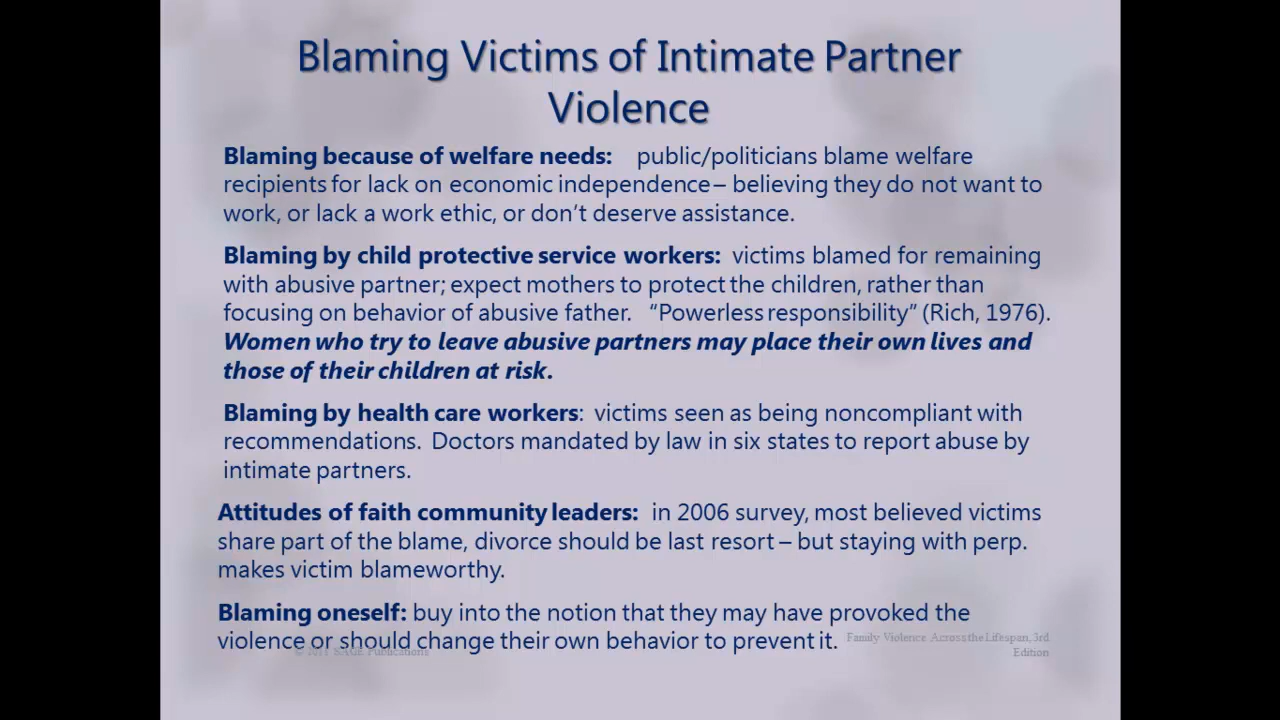 Blaming Victims of Intimate Partner
Violence
Blaming because of welfare needs: public/politicians blame welfare
recipients for lack on economic independence – believing they do not want to
work, or lack a work ethic, or don’t deserve assistance.
Blaming by child protective service workers: victims blamed for remaining
with abusive partner; expect mothers to protect the children, rather than
focusing on behavior of abusive father. “Powerless responsibility” (Rich, 1976).
Women who try to leave abusive partners may place their own lives and
those of their children at risk.
Blaming by health care workers: victims seen as being noncompliant with
recommendations. Doctors mandated by law in six states to report abuse by
intimate partners.
Attitudes of faith community leaders: in 2006 survey, most believed victims
share part of the blame, divorce should be last resort – but staying with perp.
makes victim blameworthy.
Blaming oneself: buy into the notion that they may have provoked the
violence or should change their own behavior to prevent it.
Family Violence Across the Lifespan, 3rd
Edition
© SAGE Publications